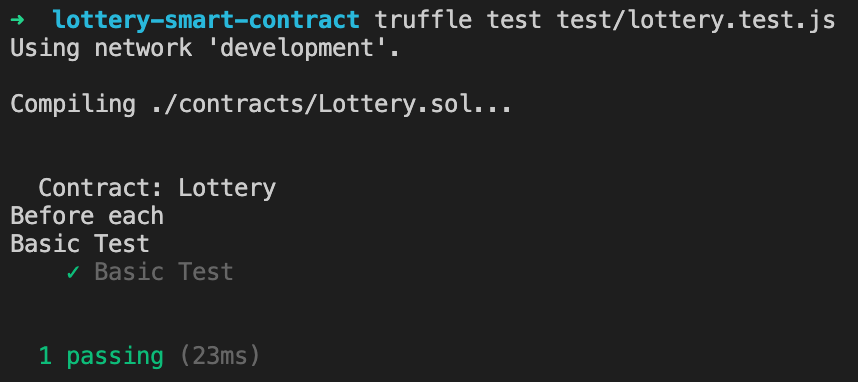 ➜  lottery-smart-contract truffle test test/lottery.test.js
Using network 'development'.
Compiling ./contracts/Lottery.sol...
Contract: Lottery
Before each
Basic Test
✓ Basic Test
1 passing (23ms)